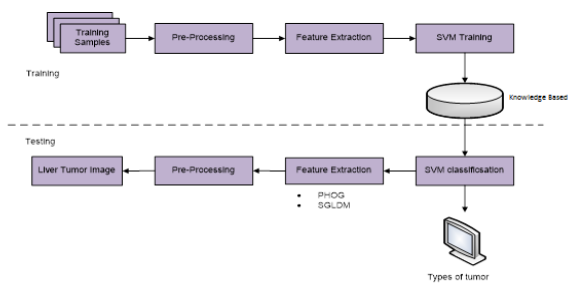 Training
Samples
Pre-Processing
Feature Extraction
SVM Training
Training
Knowledge Based
Testing
Liver Tumor Image
Pre-Processing
Feature Extraction
SVM classification
• PHOG
• SGLDM
Types of tumor